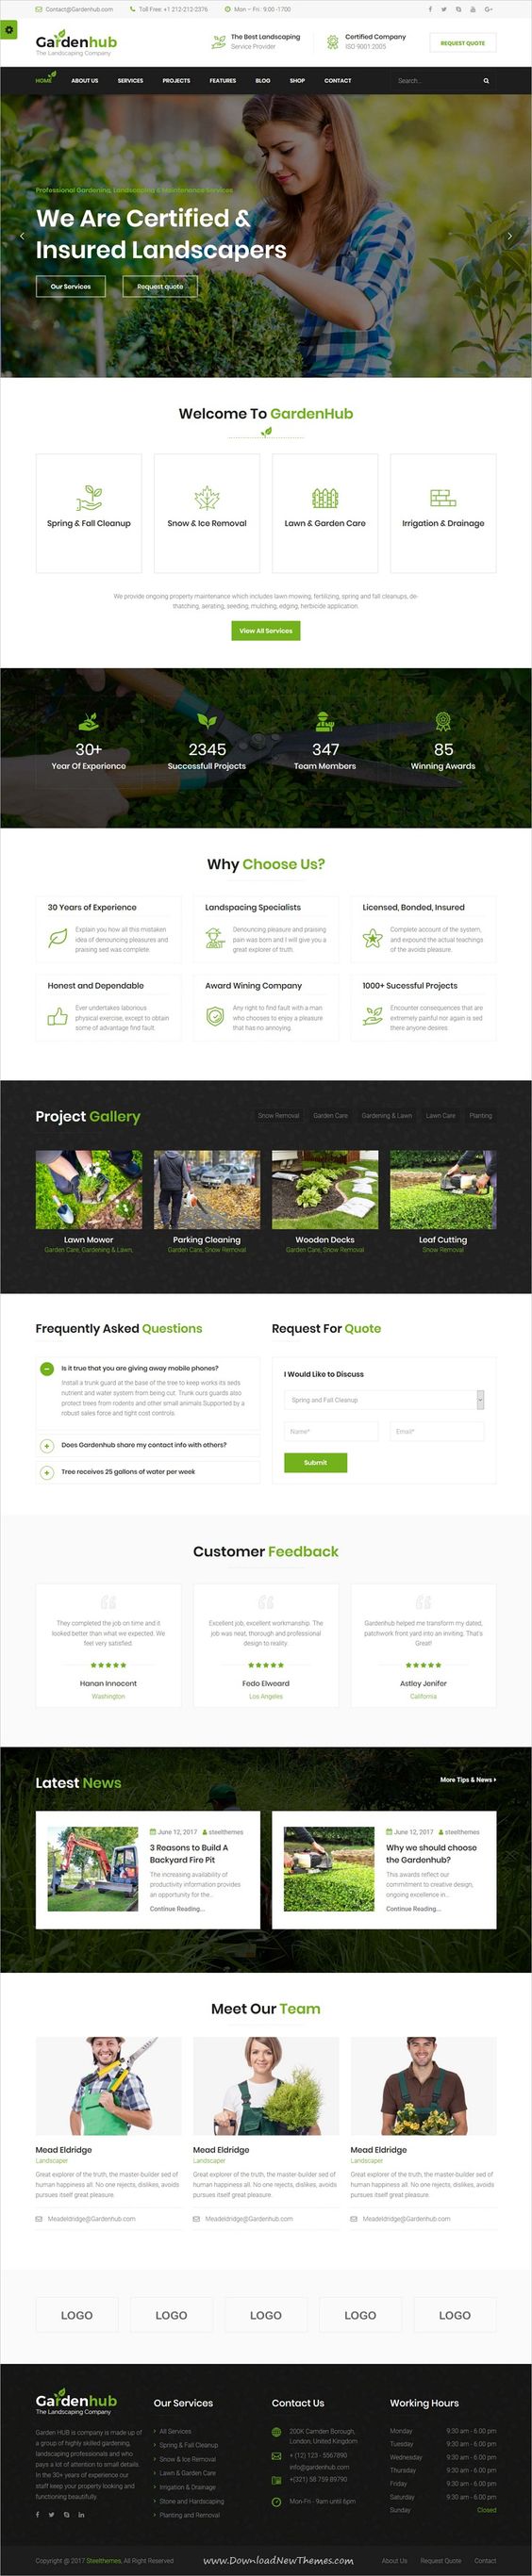 Contact@Gardenhub.com Toll Free: +1 212-212-2376 Mon – Fri : 9:00 -1700
Gardenhub
The Landscaping Company
The Best Landscaping
Service Provider
Certified Company
ISO 9001:2005
REQUEST QUOTE
HOME ABOUT US SERVICES PROJECTS FEATURES BLOG SHOP CONTACT Search...
Professional Gardening, Landscaping & Maintenance Services
We Are Certified &
Insured Landscapers
Our Services Request quote
Welcome To GardenHub
Spring & Fall Cleanup Snow & Ice Removal Lawn & Garden Care Irrigation & Drainage
We provide ongoing property maintenance which includes lawn mowing, fertilizing, spring and fall cleanups, de-
thatching, aerating, seeding, mulching, edging, herbicide application.
View All Services
30+ 2345 347 85
Year Of Experience Successfull Projects Team Members Winning Awards
Why Choose Us?
30 Years of Experience
Explain you how all this mistaken
idea of denouncing pleasures and
praising sed was complete.
Landspacing Specialists
Denouncing pleasure and praising
pain was born and I will give you a
great explorer of truth.
Licensed, Bonded, Insured
Complete account of the system,
and expound the actual teachings
of the avoids pleasure.
Honest and Dependable
Ever undertakes laborious
physical exercise, except to obtain
some of advantage find fault.
Award Wining Company
Any right to find fault with a man
who chooses to enjoy a pleasure
that has no annoying.
1000+ Sucessful Projects
Encounter consequences that are
extremely painful nor again is sed
there anyone desires.
Project Gallery
Snow Removal Garden Care Gardening & Lawn Lawn Care Planting
Lawn Mower
Garden Care, Gardening & Lawn,
Parking Cleaning
Garden Care, Snow Removal
Wooden Decks
Garden Care, Snow Removal
Leaf Cutting
Snow Removal
Frequently Asked Questions
Is it true that you are giving away mobile phones?
Install a trunk guard at the base of the tree to keep works its seds
nutrient and water system from being cut. Trunk ours guards also
protect trees from rodents and other small animals Supported by a
robust sales force and tight cost controls.
Does Gardenhub share my contact info with others?
Tree receives 25 gallons of water per week
Request For Quote
I Would Like to Discuss
Spring and Fall Cleanup
Name* Email*
Submit
Customer Feedback
They completed the job on time and it
looked better than what we expected. We
feel very satisfied
Hanan Innocent
Washington
Excellent job, excellent workmanship. The
job was neat, thorough and professional
design to reality
Fedo Elweard
Los Angeles
Gardenhub helped me transform my dated,
patchwork front yard into an inviting. That's
Great!
Astley Jenifer
California
Latest News
More Tips & News
June 12, 2017 steelthemes
3 Reasons to Build A
Backyard Fire Pit
The increasing availability of
productivity information provides
an opportunity for the...
Continue Reading...
June 12, 2017 steelthemes
Why we should choose
the Gardenhub?
This awards reflect our
commitment to creative design,
ongoing excellence in...
Continue Reading...
Meet Our Team
Mead Eldridge
Landscaper
Great explorer of the truth, the master-builder sed of
human happiness all. No one rejects, dislikes, avoids
pursues itself great pleasure.
Meadeldridge@Gardenhub.com
Mead Eldridge
Landscaper
Great explorer of the truth, the master-builder sed of
human happiness all. No one rejects, dislikes, avoids
pursues itself great pleasure.
Meadeldridge@Gardenhub.com
Mead Eldridge
Landscaper
Great explorer of the truth, the master-builder sed of
human happiness all. No one rejects, dislikes, avoids
pursues itself great pleasure.
Meadeldridge@Gardenhub.com
LOGO LOGO LOGO LOGO LOGO
Gardenhub
The Landscaping Company
Garden HUB is company is made up of
a group of highly skilled gardening,
landscaping professionals and who
pays a lot of attention to small details
In the 30+ years of experience our
staff keep your property looking and
functioning beautifully.
Our Services
All Services
Spring & Fall Cleanup
Snow & Ice Removal
Lawn & Garden Care
Irrigation & Drainage
Stone and Hardscaping
Planting and Removal
Contact Us
200K Camden Borough,
London, United Kingdom
+ (12) 123 - 5567890
info@gardenhub.com
+(321) 58 759 89790
Mon-Fri - 9am until 6pm
Working Hours
Monday 9.30 am - 6.00 pm
Tuesday 9.30 am - 6.00 pm
Wednesday 9.30 am - 6.00 pm
Thursday 9.30 am - 6.00 pm
Friday 9.30 am - 6.00 pm
Saturday 9.30 am - 6.00 pm
Sunday Closed
Copyright @ 2017 Steelthemes, All Right Reserved
www.DownloadNewThemes.com
About Us Request Quote Contact